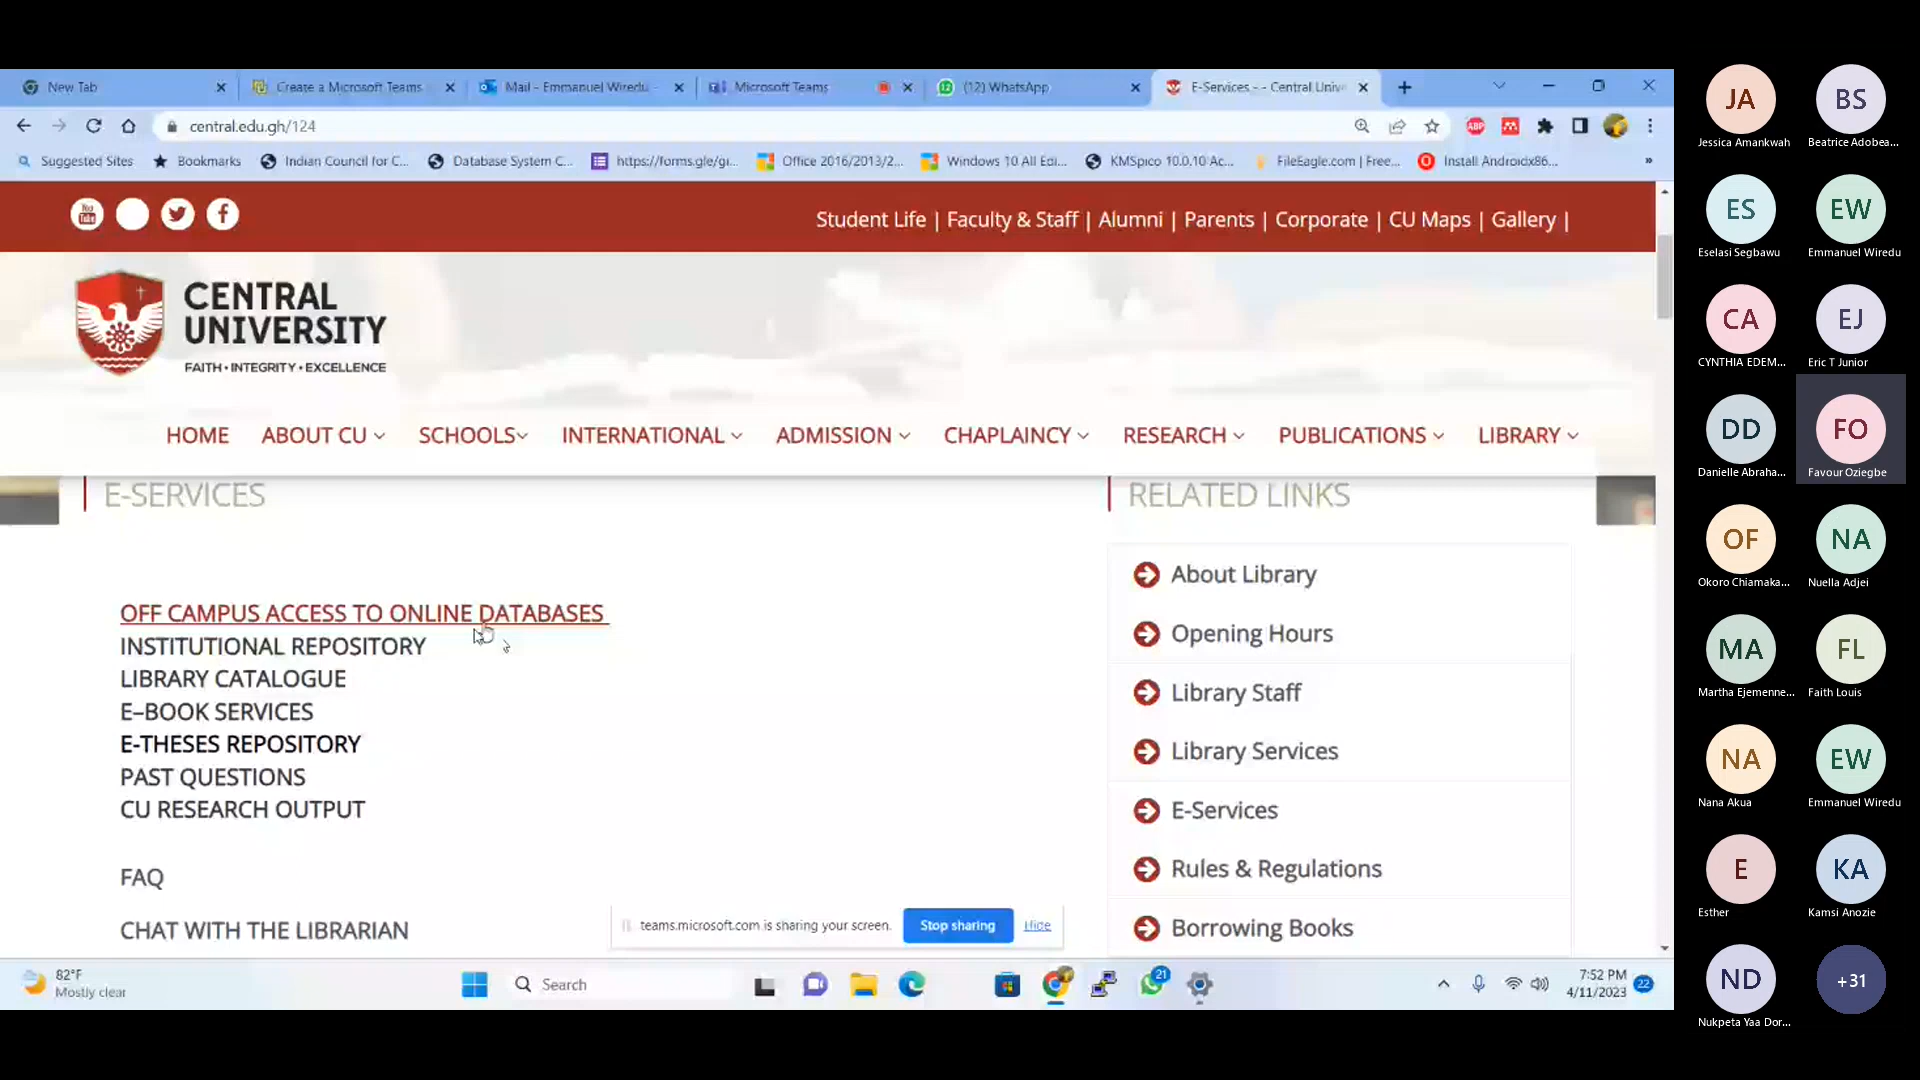 New Tab
Create a Microsoft Teams
Mail - Emmanuel Wiredu -
Microsoft Teams
(12) WhatsApp
E-Services - - Central Unive
central.edu.gh/124
ABP
Suggested Sites
Bookmarks
Indian Council for C...
Database System C...
https://forms.gle/gr...
Office 2016/2013/2...
Windows 10 All Edi...
KMSpico 10.0.10 Ac...
FileEagle.com | Free...
Install Androidx86...
»
You Tube
Student Life | Faculty & Staff | Alumni | Parents | Corporate | CU Maps | Gallery |
CENTRAL
UNIVERSITY
FAITH • INTEGRITY • EXCELLENCE
HOME
ABOUT CU
SCHOOLS
INTERNATIONAL
ADMISSION
CHAPLAINCY
RESEARCH
PUBLICATIONS
LIBRARY
E-SERVICES
OFF CAMPUS ACCESS TO ONLINE DATABASES
INSTITUTIONAL REPOSITORY
LIBRARY CATALOGUE
E–BOOK SERVICES
E-THESES REPOSITORY
PAST QUESTIONS
CU RESEARCH OUTPUT
FAQ
CHAT WITH THE LIBRARIAN
RELATED LINKS
About Library
Opening Hours
Library Staff
Library Services
E-Services
Rules & Regulations
Borrowing Books
teams.microsoft.com is sharing your screen.
Stop sharing
Hide
82°F
Mostly clear
Search
21
7:52 PM
4/11/2023
22
JA
Jessica Amankwah
BS
Beatrice Adobea...
ES
Eselasi Segbawu
EW
Emmanuel Wiredu
CA
CYNTHIA EDEM...
EJ
Eric T Junior
DD
Danielle Abraha...
FO
Favour Oziegbe
OF
Okoro Chiamaka...
NA
Nuella Adjei
MA
Martha Ejemenne...
FL
Faith Louis
NA
Nana Akua
EW
Emmanuel Wiredu
E
Esther
KA
Kamsi Anozie
ND
Nukpeta Yaa Dor...
+31